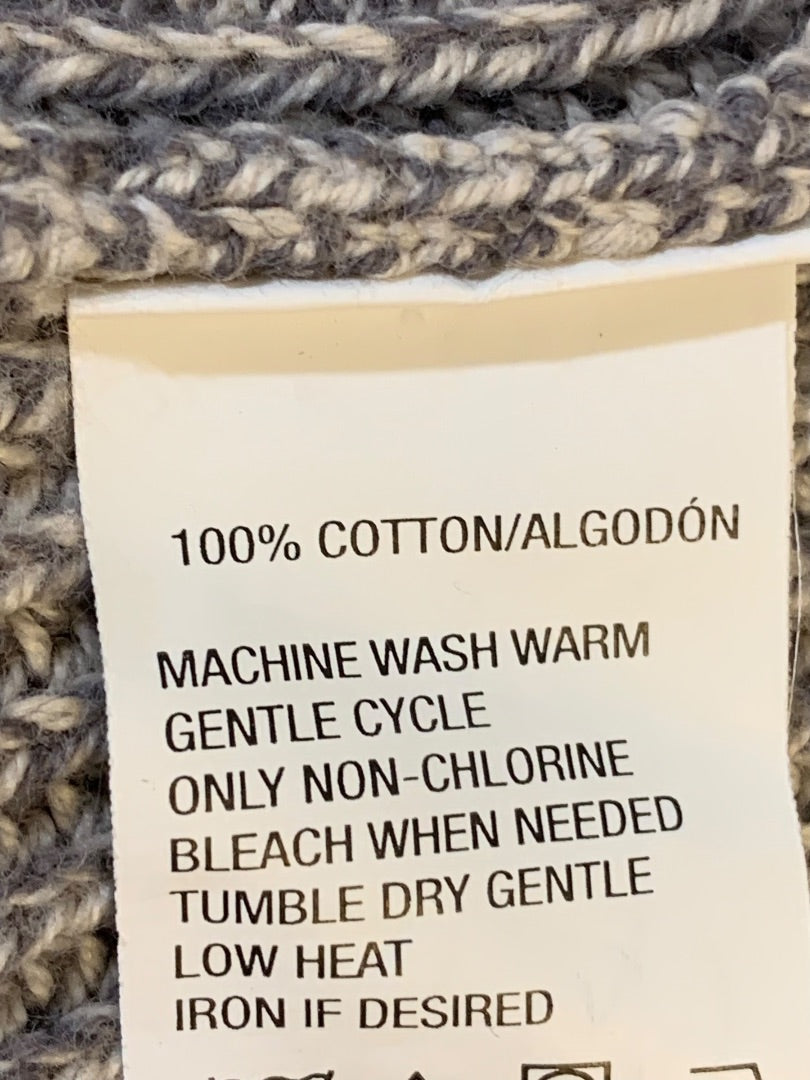 100% COTTON/ALGODÓN
MACHINE WASH WARM
GENTLE CYCLE
ONLY NON-CHLORINE
BLEACH WHEN NEEDED
TUMBLE DRY GENTLE
LOW HEAT
IRON IF DESIRED